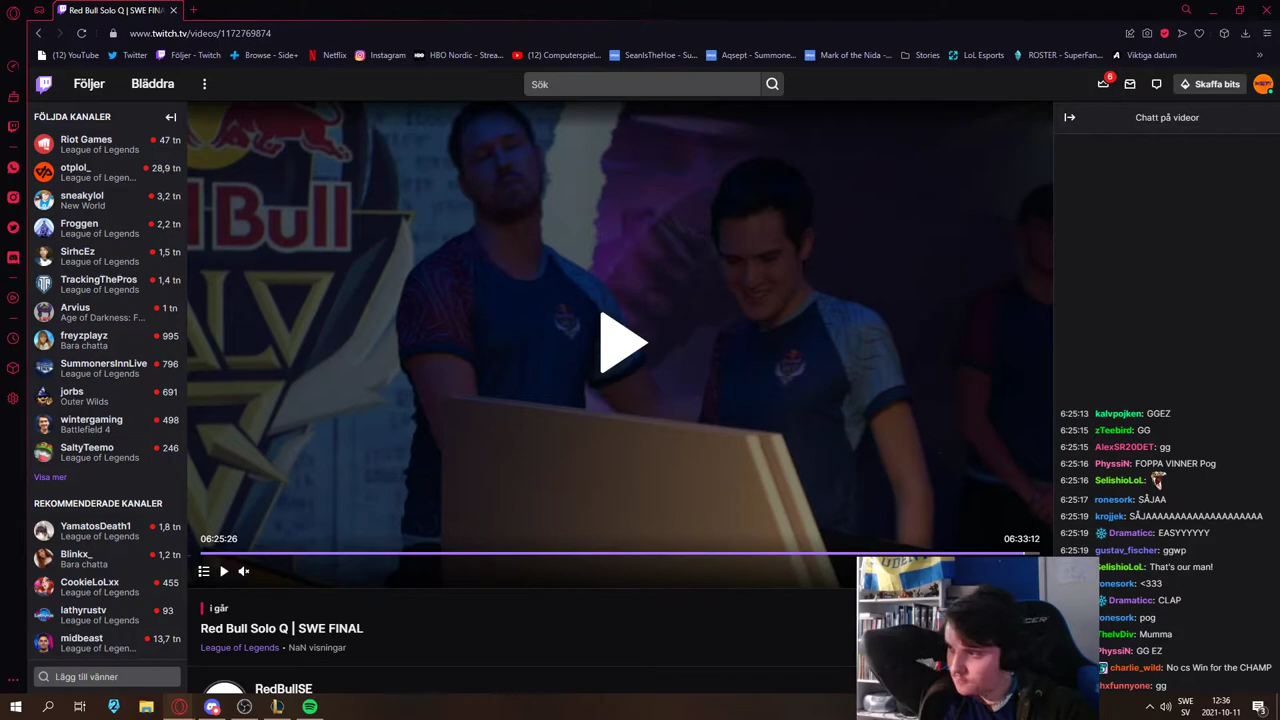 Red Bull Solo Q | SWE FINA
www.twitch.tv/videos/1172769874
(12) YouTube
Twitter
Följer - Twitch
Browse - Side+
Netflix
Instagram
HBO Nordic - Strea...
(12) Computerspiel...
SeanIsTheHoe - Su...
Aqsept - Summone...
Mark of the Nida -...
Stories
LoL Esports
ROSTER - SuperFan...
Viktiga datum
Följer
Bläddra
Sök
6
Skaffa bits
FÖLJDA KANALER
Riot Games
47 tn
League of Legends
otplol_
28,9 tn
League of Legen...
sneakylol
3,2 tn
New World
Froggen
2,2 tn
League of Legends
SirhcEz
1,5 tn
League of Legends
TrackingThePros
1,4 tn
League of Legends
Arvius
1 tn
Age of Darkness: F...
freyzplayz
995
Bara chatta
SummonersInnLive
796
League of Legends
jorbs
691
Outer Wilds
wintergaming
498
Battlefield 4
SaltyTeemo
246
League of Legends
Visa mer
REKOMMENDERADE KANALER
YamatosDeath1
1,8 tn
Bara chatta
Blinkx_
1,2 tn
Bara chatta
CookieLoLxx
455
League of Legends
lathyrustv
93
League of Legends
midbeast
13,7 tn
League of Legen...
Lägg till vänner
Bull
06:25:26
06:33:12
i går
Red Bull Solo Q | SWE FINAL
League of Legends • NaN visningar
RedBullSE
Chatt på videor
6:25:13 kalvpojken: GGEZ
6:25:15 zTeebird: GG
6:25:15 AlexSR20DET: gg
6:25:16 PhyssiN: FOPPA VINNER Pog
6:25:16 SelishioLoL:
6:25:17 ronesork: SÅJAA
6:25:19 krojjek: SÅJAAAAAAAAAAAAAAAAAAAA
6:25:19 Dramaticc: EASYYYYYY
6:25:19 gustav_fischer: ggwp
SelishioLoL: That's our man!
ronesork: <333
Dramaticc: CLAP
ronesork: pog
TheIvDiv: Mumma
PhyssiN: GG EZ
charlie_wild: No cs Win for the CHAMP
hxfunnyone: gg
SWE
SV
12:36
2021-10-11
3